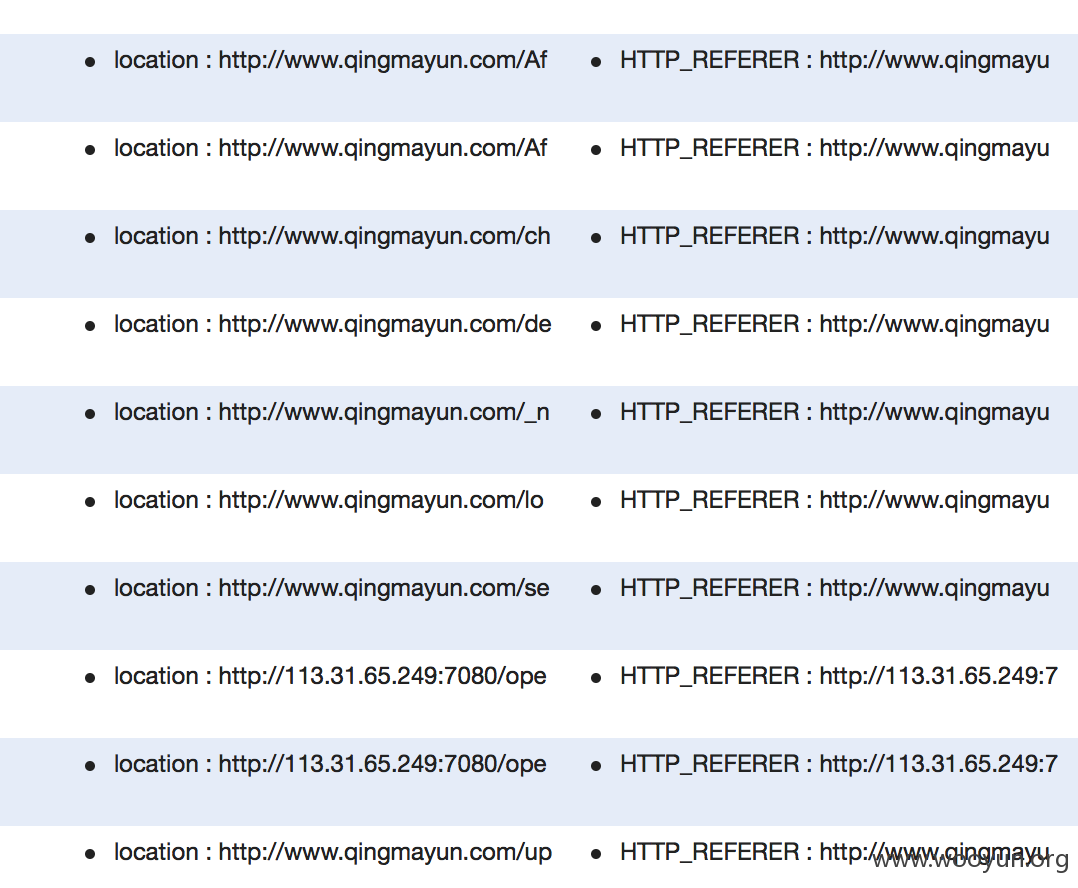 location : http://www.qingmayun.com/Af HTTP_REFERER : http://www.qingmayu
location : http://www.qingmayun.com/Af HTTP_REFERER : http://www.qingmayu
location : http://www.qingmayun.com/ch HTTP_REFERER : http://www.qingmayu
location : http://www.qingmayun.com/de HTTP_REFERER : http://www.qingmayu
location : http://www.qingmayun.com/_n HTTP_REFERER : http://www.qingmayu
location : http://www.qingmayun.com/lo HTTP_REFERER : http://www.qingmayu
location : http://www.qingmayun.com/se HTTP_REFERER : http://www.qingmayu
location : http://113.31.65.249:7080/ope HTTP_REFERER : http://113.31.65.249:7
location : http://113.31.65.249:7080/ope HTTP_REFERER : http://113.31.65.249:7
location : http://www.qingmayun.com/up HTTP_REFERER : http://www.qingmayu
www.wooyun.org